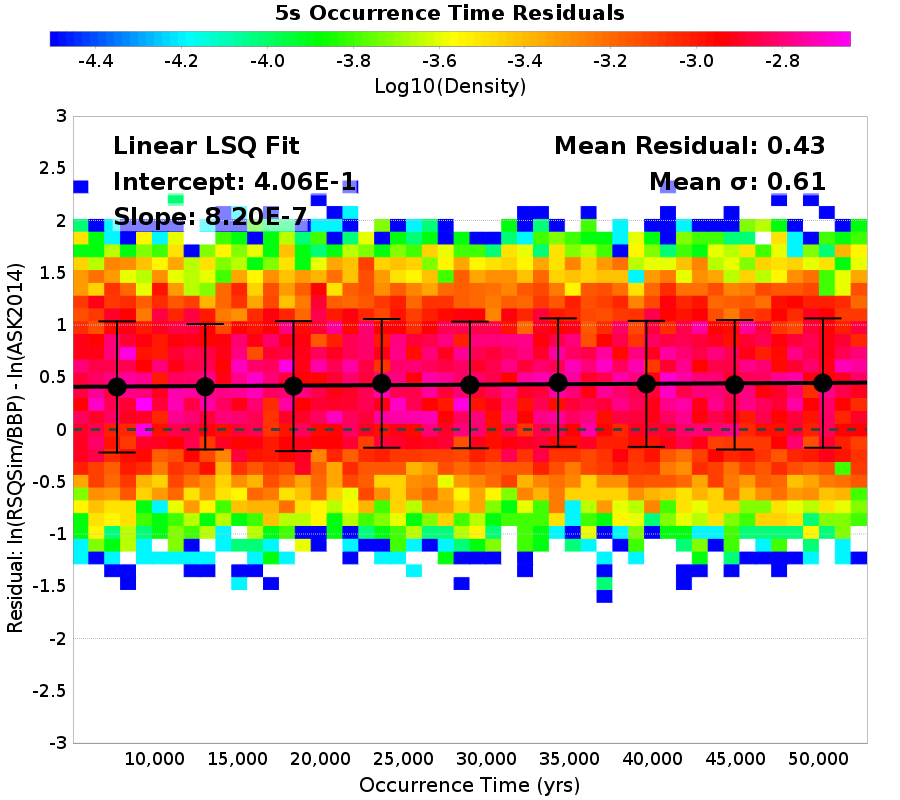 5s Occurrence Time Residuals
-4.4 -4.2 -4.0 -3.8 -3.6 -3.4 -3.2 -3.0 -2.8
Log10(Density)
Linear LSQ Fit
Intercept: 4.06E-1
Slope: 8.20E-7
Mean Residual: 0.43
Mean σ: 0.61
Residual: ln(RSQSim/BBP) - ln(ASK2014)
3
2.5
2
1.5
1
0.5
0
-0.5
-1
-1.5
-2
-2.5
-3
10,000 15,000 20,000 25,000 30,000 35,000 40,000 45,000 50,000
Occurrence Time (yrs)